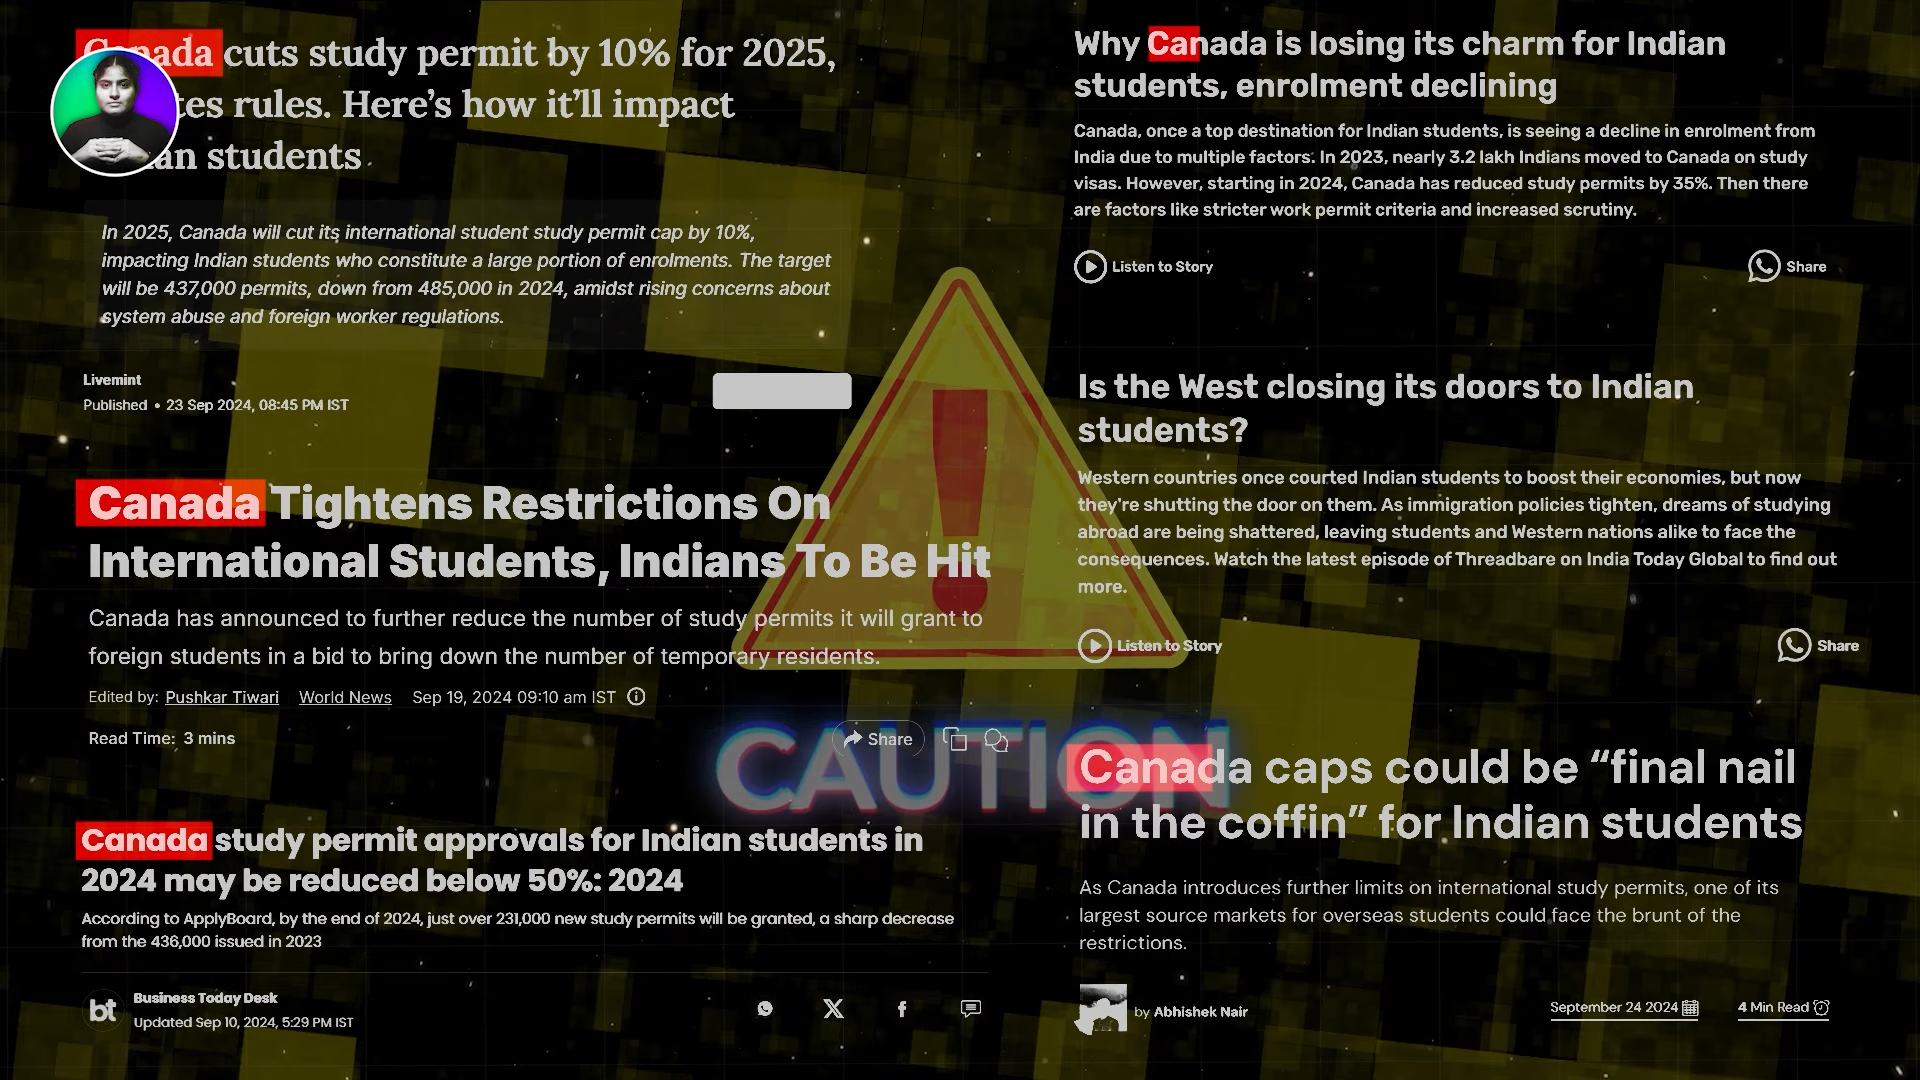 Canada cuts study permit by 10% for 2025,
tes rules. Here's how it'll impact
an students
In 2025, Canada will cut its international student study permit cap by 10%,
impacting Indian students who constitute a large portion of enrolments. The target
will be 437,000 permits, down from 485,000 in 2024, amidst rising concerns about
system abuse and foreign worker regulations.
Livemint
Published • 23 Sep 2024, 08:45 PM IST
Canada Tightens Restrictions On
International Students, Indians To Be Hit
Canada has announced to further reduce the number of study permits it will grant to
foreign students in a bid to bring down the number of temporary residents.
Edited by: Pushkar Tiwari World News Sep 19, 2024 09:10 am IST
Read Time: 3 mins
Share
Canada study permit approvals for Indian students in
2024 may be reduced below 50%: 2024
According to ApplyBoard, by the end of 2024, just over 231,000 new study permits will be granted, a sharp decrease
from the 436,000 issued in 2023
bt
Business Today Desk
Updated Sep 10, 2024, 5:29 PM IST
Why Canada is losing its charm for Indian
students, enrolment declining
Canada, once a top destination for Indian students, is seeing a decline in enrolment from
India due to multiple factors. In 2023, nearly 3.2 lakh Indians moved to Canada on study
visas. However, starting in 2024, Canada has reduced study permits by 35%. Then there
are factors like stricter work permit criteria and increased scrutiny.
Listen to Story
Share
Is the West closing its doors to Indian
students?
Western countries once courted Indian students to boost their economies, but now
they're shutting the door on them. As immigration policies tighten, dreams of studying
abroad are being shattered, leaving students and Western nations alike to face the
consequences. Watch the latest episode of Threadbare on India Today Global to find out
more.
Listen to Story
Share
CAUTION
Canada caps could be “final nail
in the coffin” for Indian students
As Canada introduces further limits on international study permits, one of its
largest source markets for overseas students could face the brunt of the
restrictions.
by Abhishek Nair
September 24 2024
4 Min Read